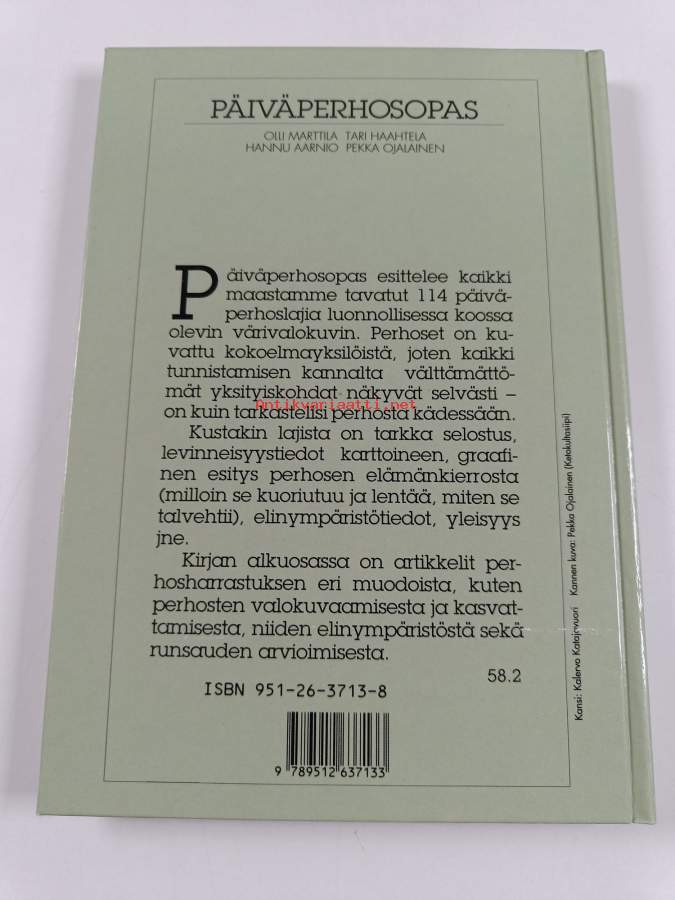 PÄIVÄPERHOSOPAS
OLLI MARTTILA TARI HAAHTELA
HANNU AARNIO PEKKA OJALAINEN
Päiväperhosopas esittelee kaikki
maastamme tavatut 114 päivä-
perhoslajia luonnollisessa koossa
olevin värivalokuvin. Perhoset on ku-
vattu kokoelmayksilöistä, joten kaikki
tunnistamisen kannalta välttämättö-
mät yksityiskohdat näkyvät selvästi –
on kuin tarkastelisi perhosta kädessään.
Antikvariaatti.net
Kustakin lajista on tarkka selostus,
levinneisyystiedot karttoineen, graafi-
nen esitys perhosen elämänkierrosta
(milloin se kuoriutuu ja lentää, miten se
talvehtii), elinympäristötiedot, yleisyys
jne.
Kirjan alkuosassa on artikkelit per-
hosharrastuksen eri muodoista, kuten
perhosten valokuvaamisesta ja kasvat-
tamisesta, niiden elinympäristöstä sekä
runsauden arvioimisesta.
58.2
ISBN 951-26-3713-8
9 789512 637133
Kansi: Kalervo Katajavuori Kannen kuva: Pekka Ojalainen (Ketokultasiipi)